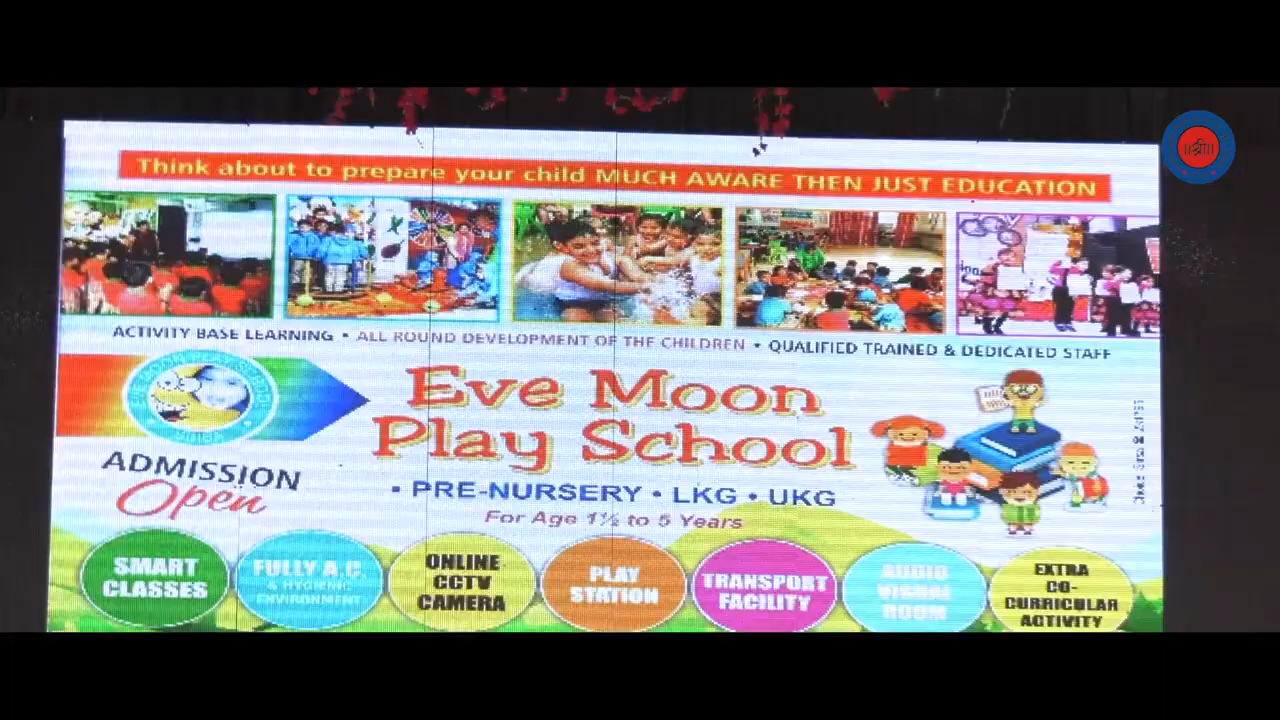 ॥श्री॥
Think about to prepare your child MUCH AWARE THEN JUST EDUCATION
ACTIVITY BASE LEARNING • ALL ROUND DEVELOPMENT OF THE CHILDREN • QUALIFIED TRAINED & DEDICATED STAFF
Eve Moon
Play School
ADMISSION
Open
• PRE-NURSERY • LKG • UKG
For Age 1½ to 5 Years
SMART
CLASSES
FULLY A.C.
& HYGIENIC
ENVIRONMENT
ONLINE
CCTV
CAMERA
PLAY
STATION
TRANSPORT
FACILITY
AUDIO
VISUAL
ROOM
EXTRA
CO-
CURRICULAR
ACTIVITY